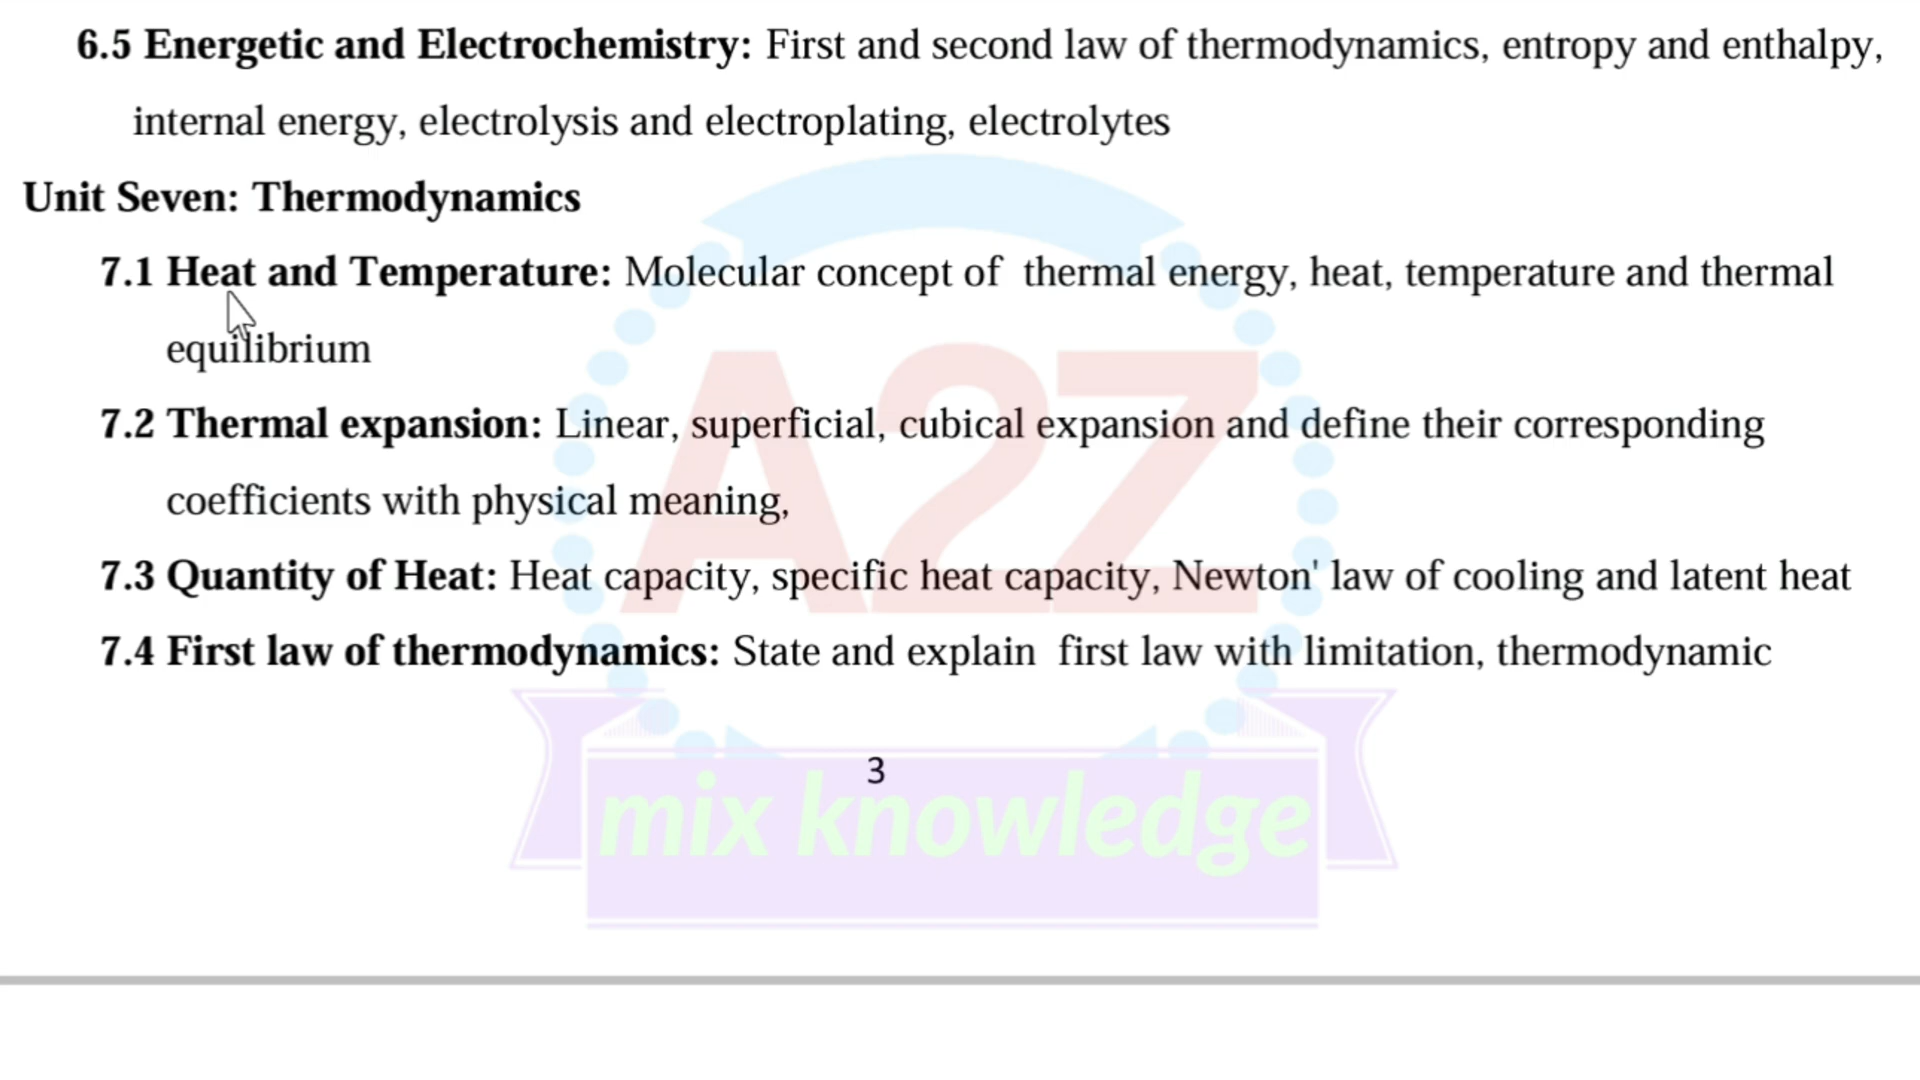 6.5 Energetic and Electrochemistry: First and second law of thermodynamics, entropy and enthalpy,
internal energy, electrolysis and electroplating, electrolytes
Unit Seven: Thermodynamics
7.1 Heat and Temperature: Molecular concept of thermal energy, heat, temperature and thermal
equilibrium
7.2 Thermal expansion: Linear, superficial, cubical expansion and define their corresponding
coefficients with physical meaning,
7.3 Quantity of Heat: Heat capacity, specific heat capacity, Newton' law of cooling and latent heat
7.4 First law of thermodynamics: State and explain first law with limitation, thermodynamic
3
A2Z
mix knowledge